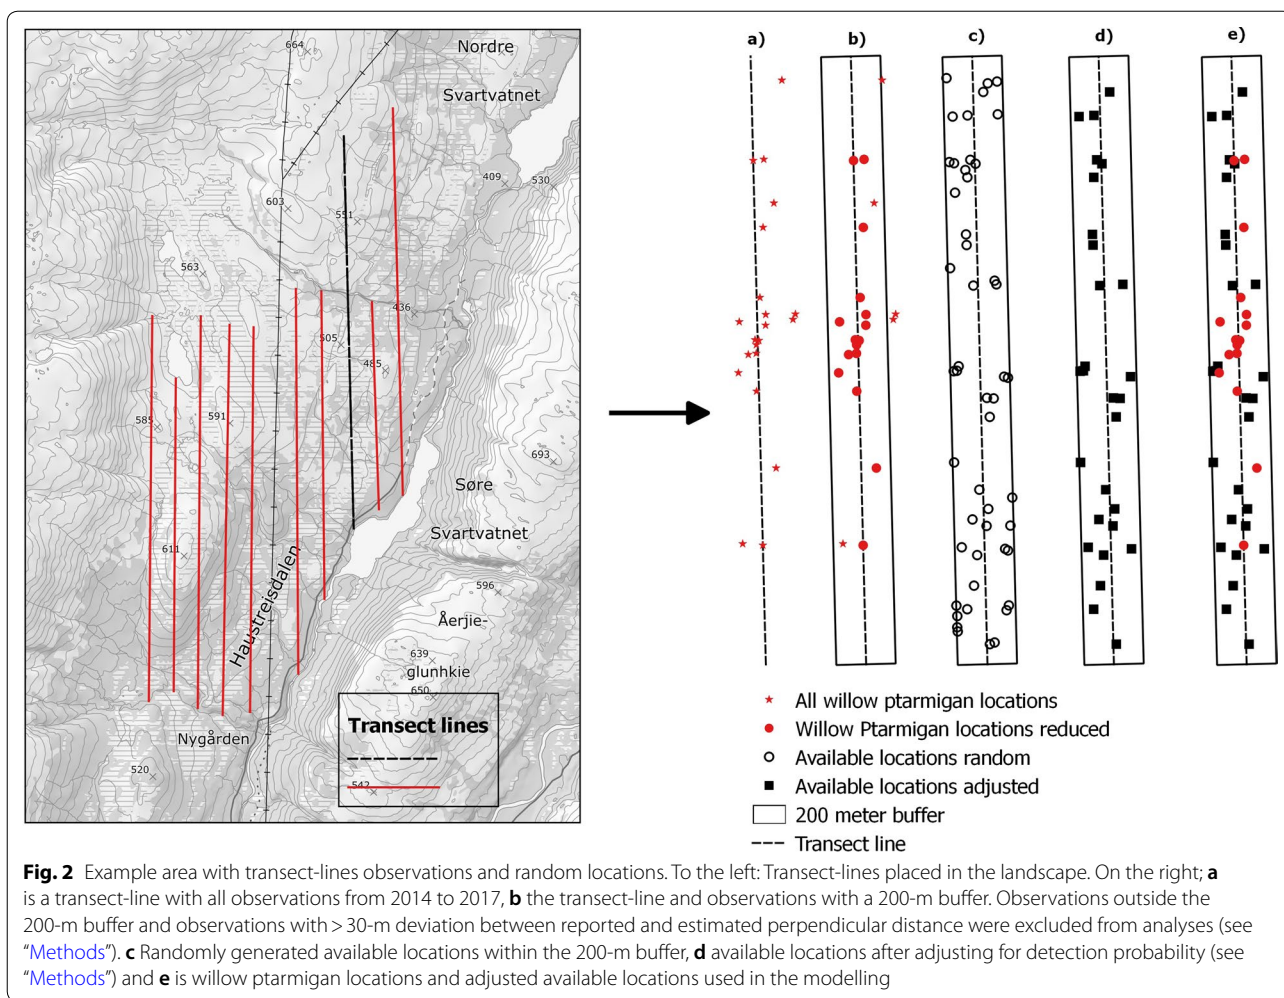 664
Nordre
Svartvatnet
409
530
603
551
563
436
505
485
585
591
693
Søre
Svartvatnet
611
596
Haustreisdalen
Åerjie-
639
glunhkie
650
Nygården
520
542
Transect lines
a)
b)
c)
d)
e)
All willow ptarmigan locations
Willow Ptarmigan locations reduced
Available locations random
Available locations adjusted
200 meter buffer
Transect line
Fig. 2 Example area with transect-lines observations and random locations. To the left: Transect-lines placed in the landscape. On the right; a
is a transect-line with all observations from 2014 to 2017, b the transect-line and observations with a 200-m buffer. Observations outside the
200-m buffer and observations with > 30-m deviation between reported and estimated perpendicular distance were excluded from analyses (see
“Methods”). c Randomly generated available locations within the 200-m buffer, d available locations after adjusting for detection probability (see
“Methods”) and e is willow ptarmigan locations and adjusted available locations used in the modelling